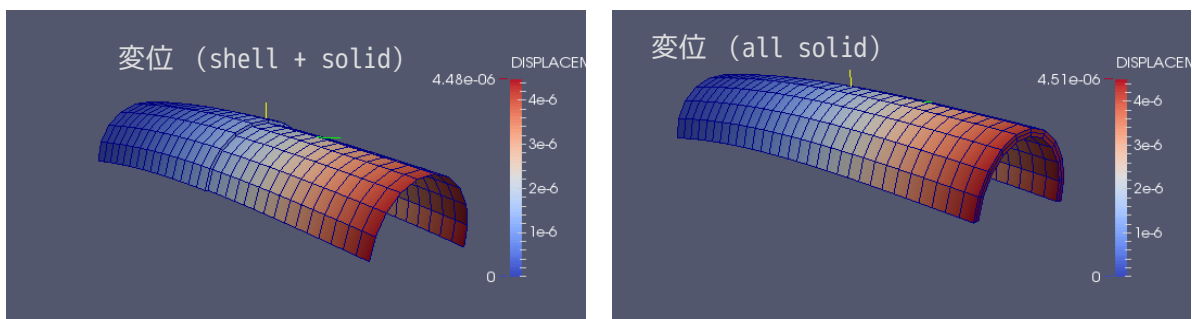 変位 (shell + solid)
DISPLACEM
4.48e-06
4e-6
3e-6
2e-6
1e-6
0
変位 (all solid)
DISPLACEM
4.51e-06
4e-6
3e-6
2e-6
1e-6
0